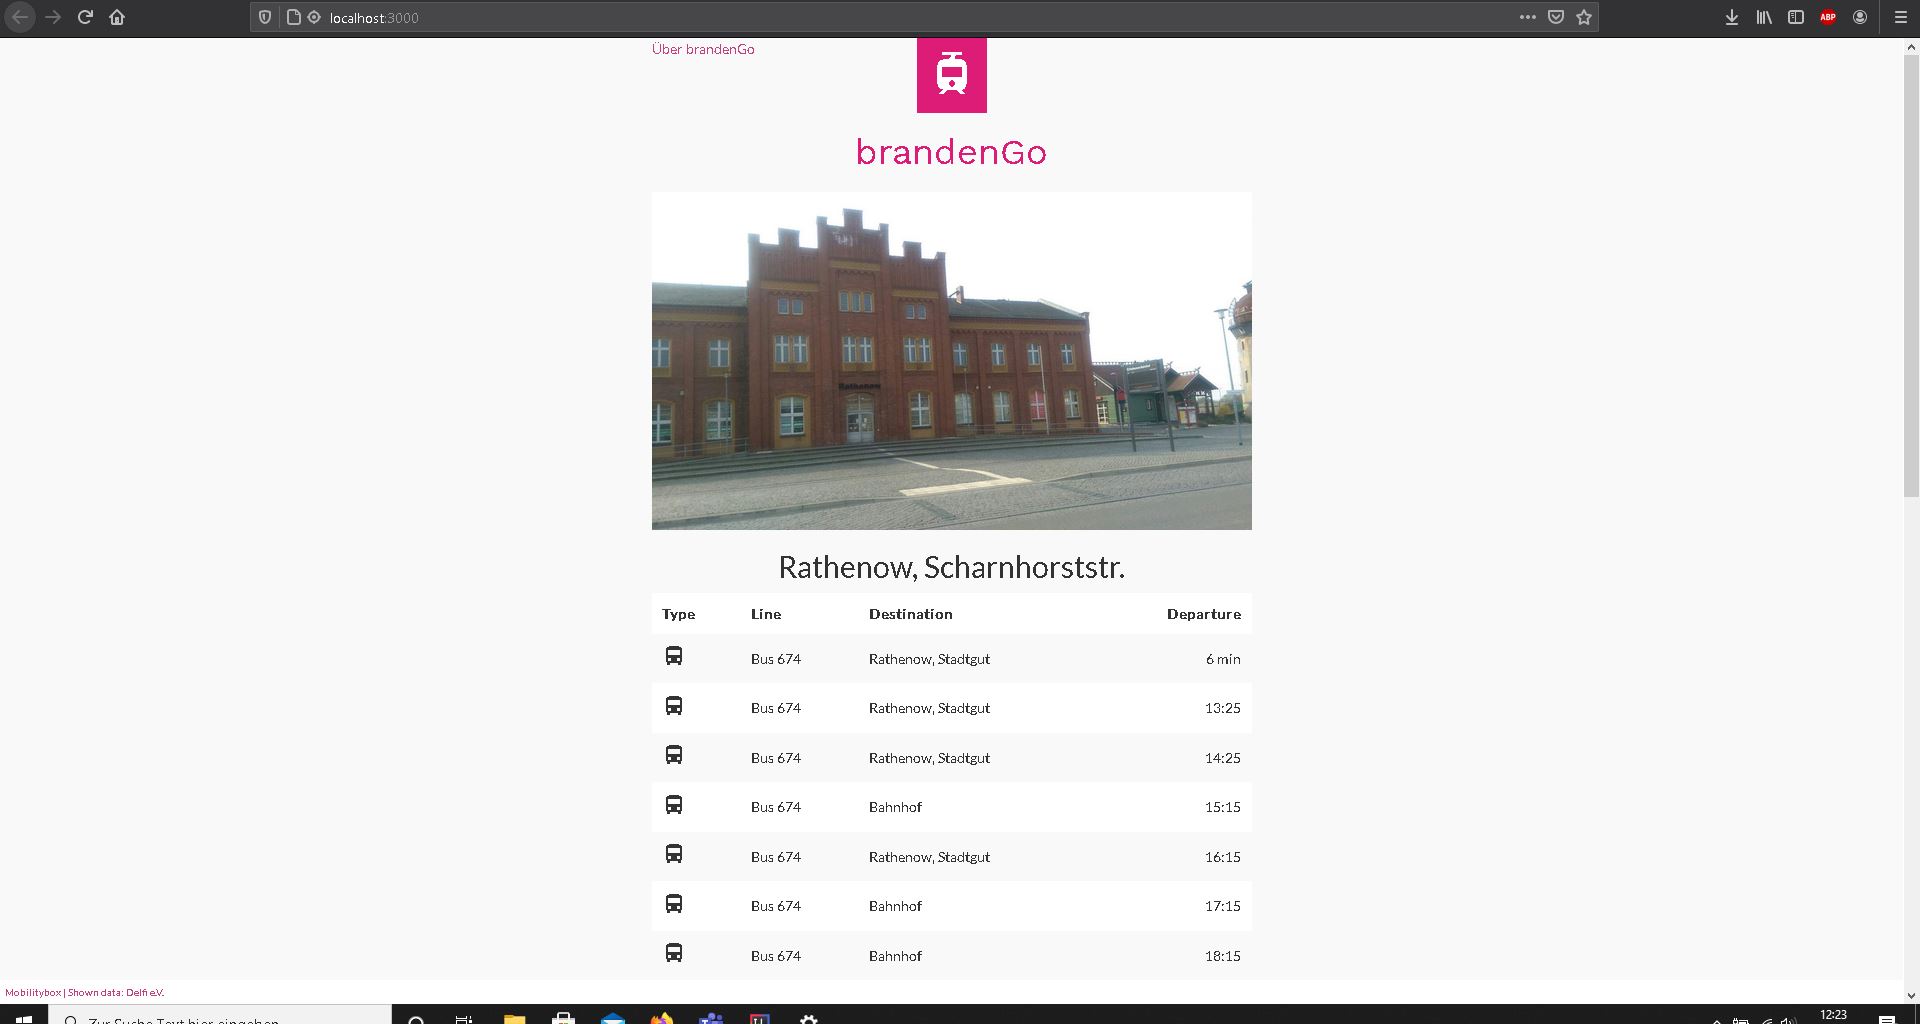 localhost:3000
ABP
Über brandenGo
brandenGo
Rathenow
Rathenow, Scharnhorststr.
Type Line Destination Departure
Bus 674 Rathenow, Stadtgut 6 min
Bus 674 Rathenow, Stadtgut 13:25
Bus 674 Rathenow, Stadtgut 14:25
Bus 674 Bahnhof 15:15
Bus 674 Rathenow, Stadtgut 16:15
Bus 674 Bahnhof 17:15
Bus 674 Bahnhof 18:15
Mobilitybox | Shown data: Delfi e.V.
Zur Suche Text hier eingeben
12:23